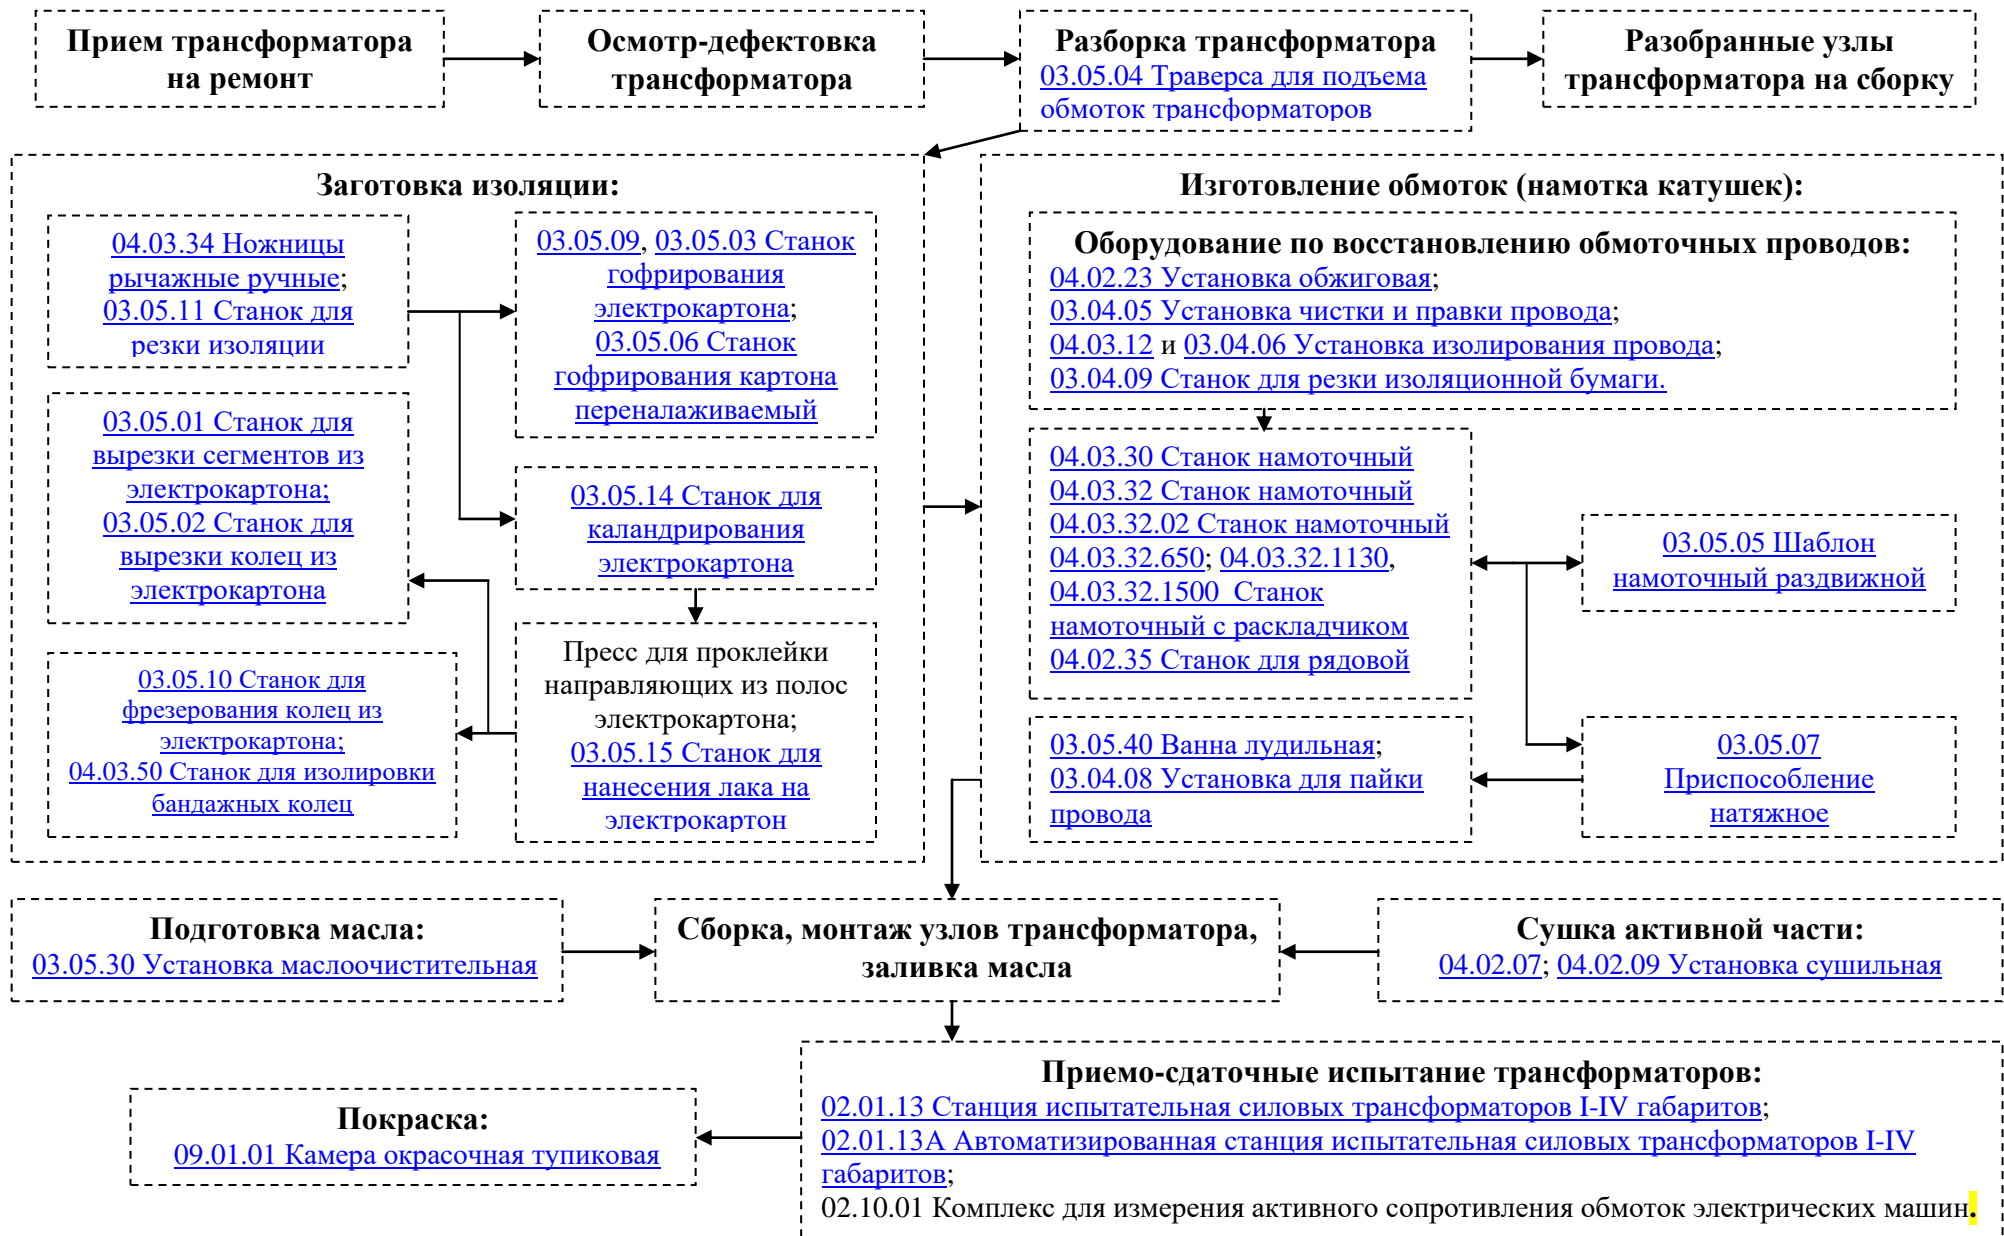 Прием трансформатора
на ремонт
Осмотр-дефектовка
трансформатора
Разборка трансформатора
03.05.04 Траверса для подъема
обмоток трансформаторов
Разобранные узлы
трансформатора на сборку
Заготовка изоляции:
04.03.34 Ножницы
рычажные ручные;
03.05.11 Станок для
резки изоляции
03.05.09, 03.05.03 Станок
гофрирования
электрокартона;
03.05.06 Станок
гофрирования картона
переналаживаемый
03.05.01 Станок для
вырезки сегментов из
электрокартона;
03.05.02 Станок для
вырезки колец из
электрокартона
03.05.14 Станок для
каландрирования
электрокартона
03.05.10 Станок для
фрезерования колец из
электрокартона;
04.03.50 Станок для изолировки
бандажных колец
Пресс для проклейки
направляющих из полос
электрокартона;
03.05.15 Станок для
нанесения лака на
электрокартон
Изготовление обмоток (намотка катушек):
Оборудование по восстановлению обмоточных проводов:
04.02.23 Установка обжиговая;
03.04.05 Установка чистки и правки провода;
04.03.12 и 03.04.06 Установка изолирования провода;
03.04.09 Станок для резки изоляционной бумаги.
04.03.30 Станок намоточный
04.03.32 Станок намоточный
04.03.32.02 Станок намоточный
04.03.32.650; 04.03.32.1130,
04.03.32.1500 Станок
намоточный с раскладчиком
04.02.35 Станок для рядовой
03.05.05 Шаблон
намоточный раздвижной
03.05.40 Ванна лудильная;
03.04.08 Установка для пайки
провода
03.05.07
Приспособление
натяжное
Подготовка масла:
03.05.30 Установка маслоочистительная
Сборка, монтаж узлов трансформатора,
заливка масла
Сушка активной части:
04.02.07; 04.02.09 Установка сушильная
Покраска:
09.01.01 Камера окрасочная тупиковая
Приемо-сдаточные испытание трансформаторов:
02.01.13 Станция испытательная силовых трансформаторов I-IV габаритов;
02.01.13А Автоматизированная станция испытательная силовых трансформаторов I-IV
габаритов;
02.10.01 Комплекс для измерения активного сопротивления обмоток электрических машин.